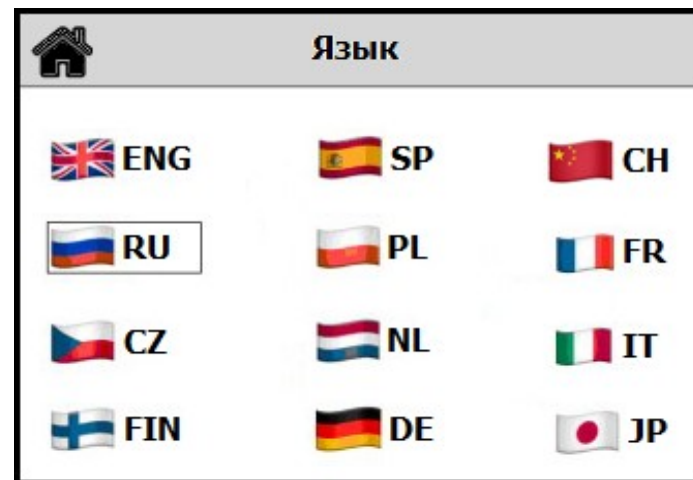 Язык
ENG SP CH
RU PL FR
CZ NL IT
FIN DE JP